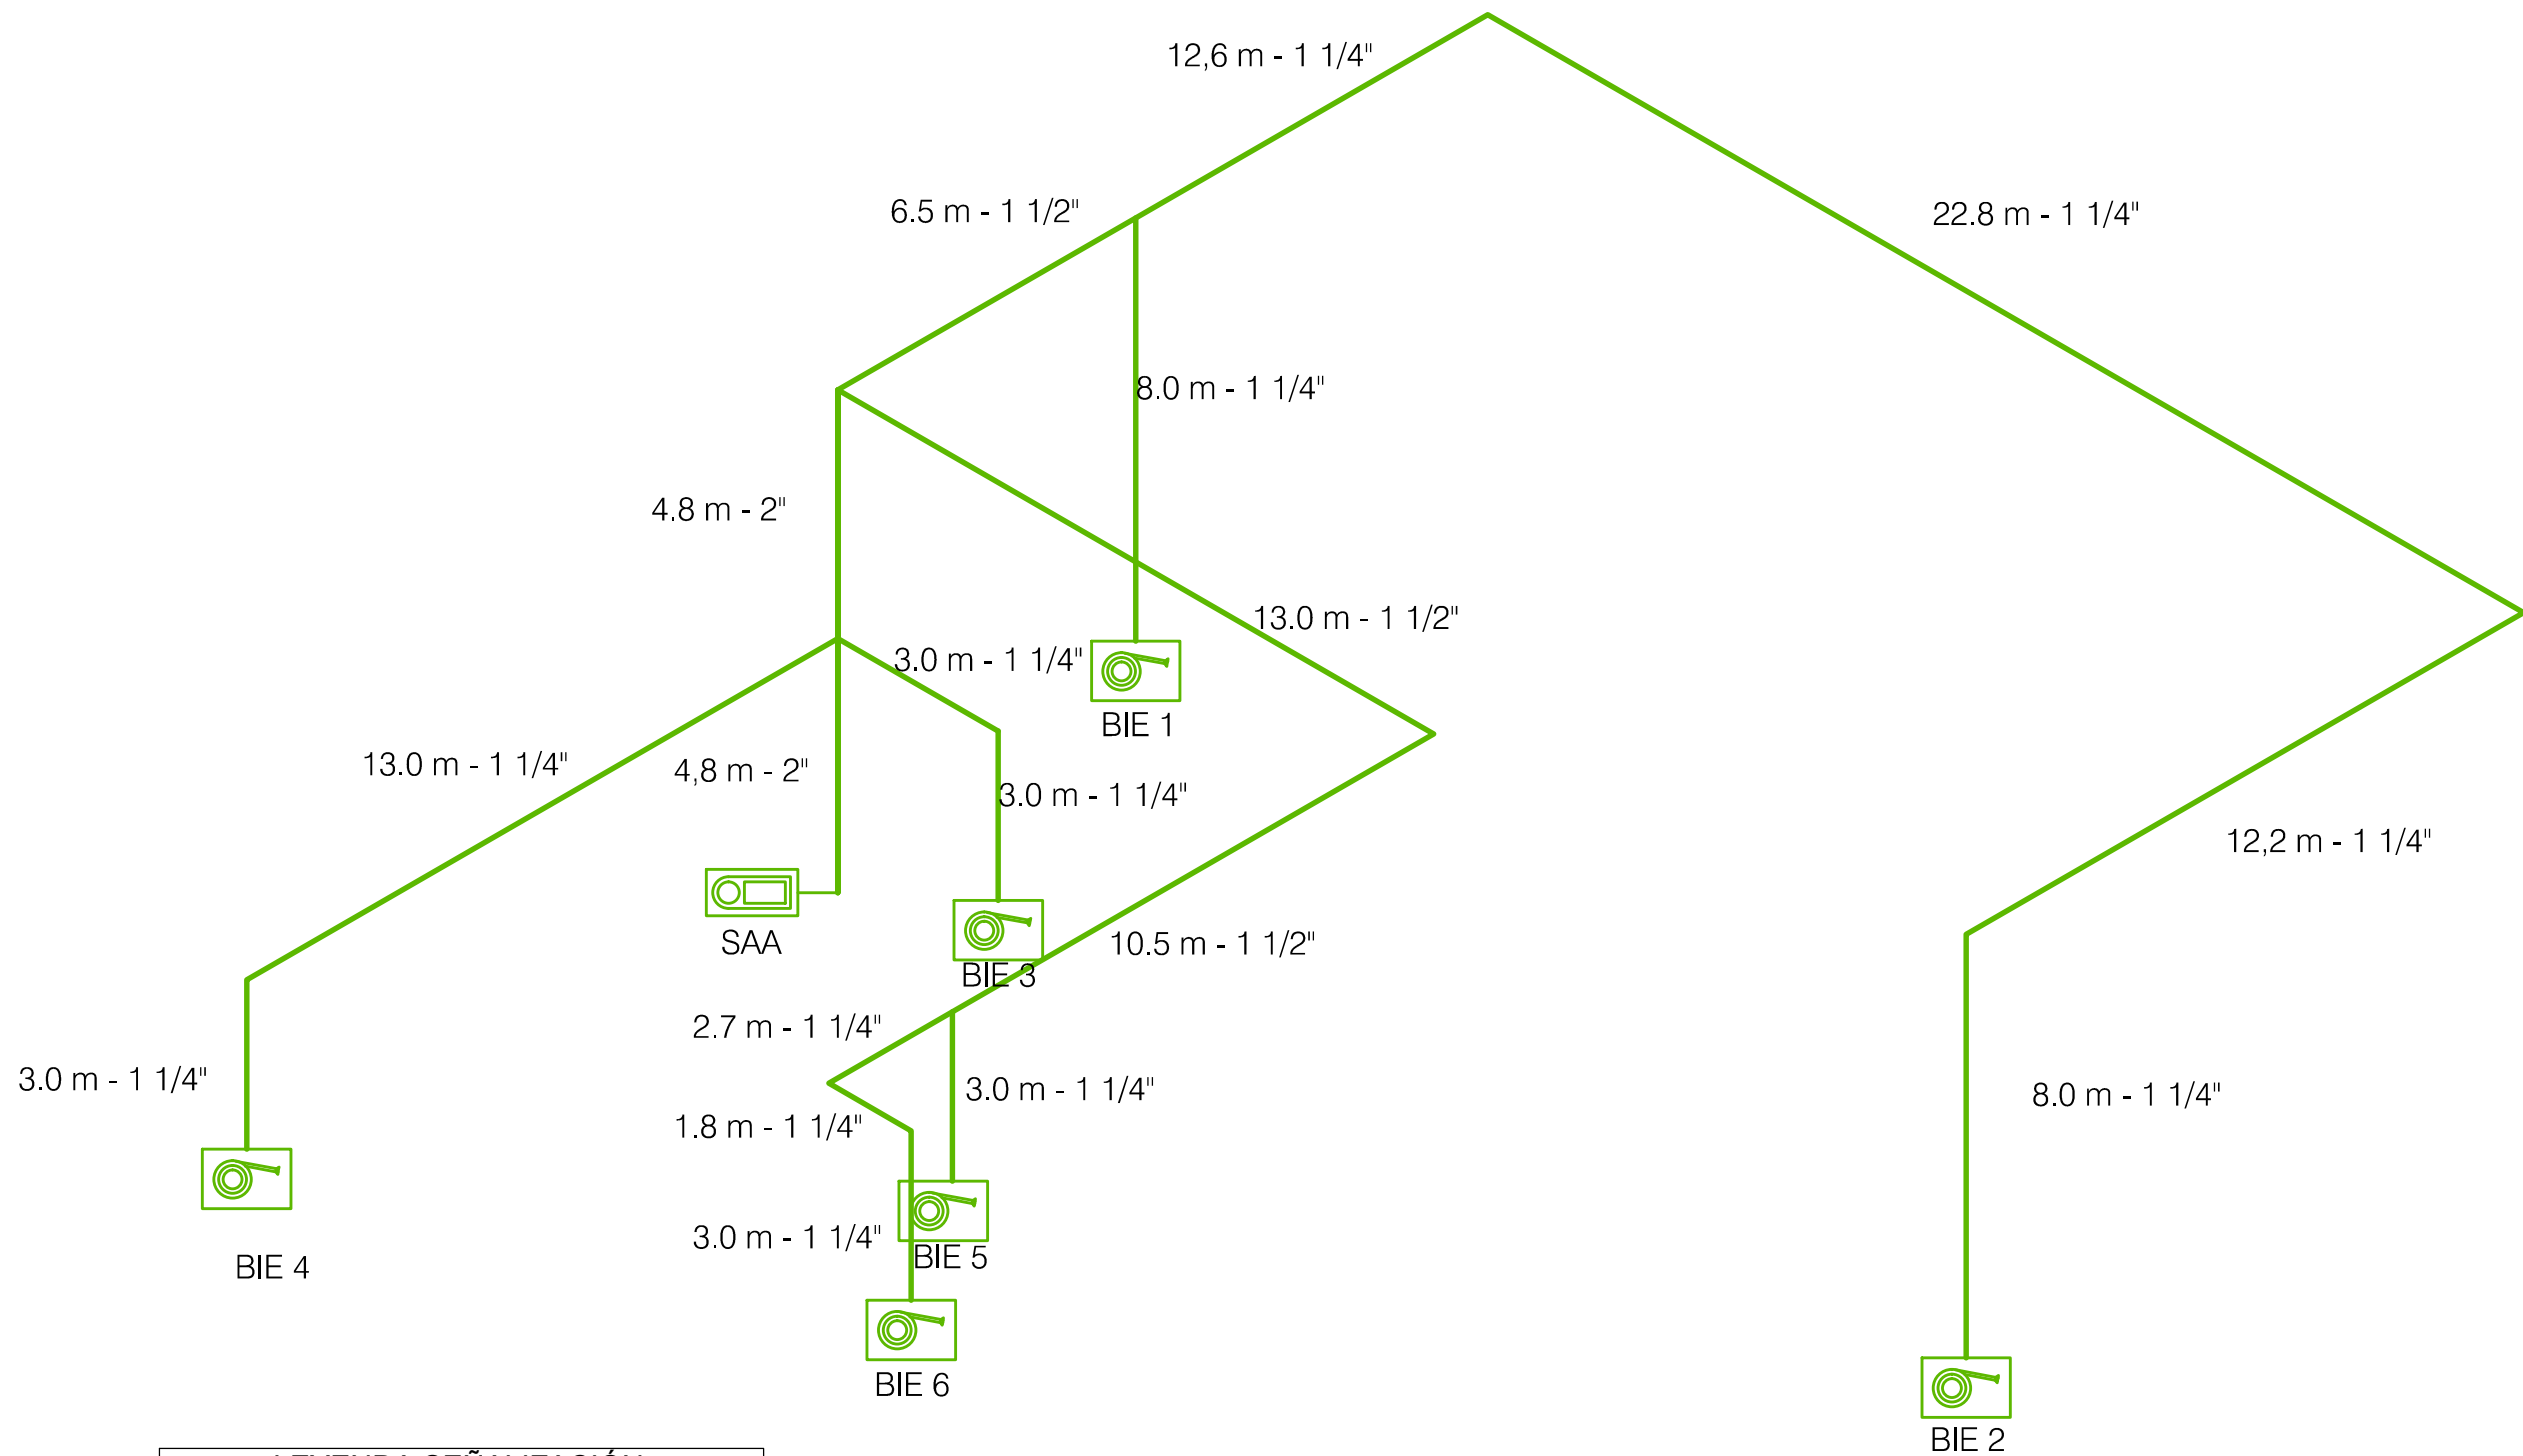 12,6 m - 1 1/4"
6.5 m - 1 1/2"
22.8 m - 1 1/4"
8.0 m - 1 1/4"
4.8 m - 2"
13.0 m - 1 1/2"
3.0 m - 1 1/4"
BIE 1
13.0 m - 1 1/4"
4,8 m - 2"
3.0 m - 1 1/4"
12,2 m - 1 1/4"
SAA
10.5 m - 1 1/2"
BIE 3
2.7 m - 1 1/4"
3.0 m - 1 1/4"
3.0 m - 1 1/4"
8.0 m - 1 1/4"
1.8 m - 1 1/4"
3.0 m - 1 1/4"
BIE 5
BIE 4
BIE 6
BIE 2
LEYENDA SEÑALIZACIÓN